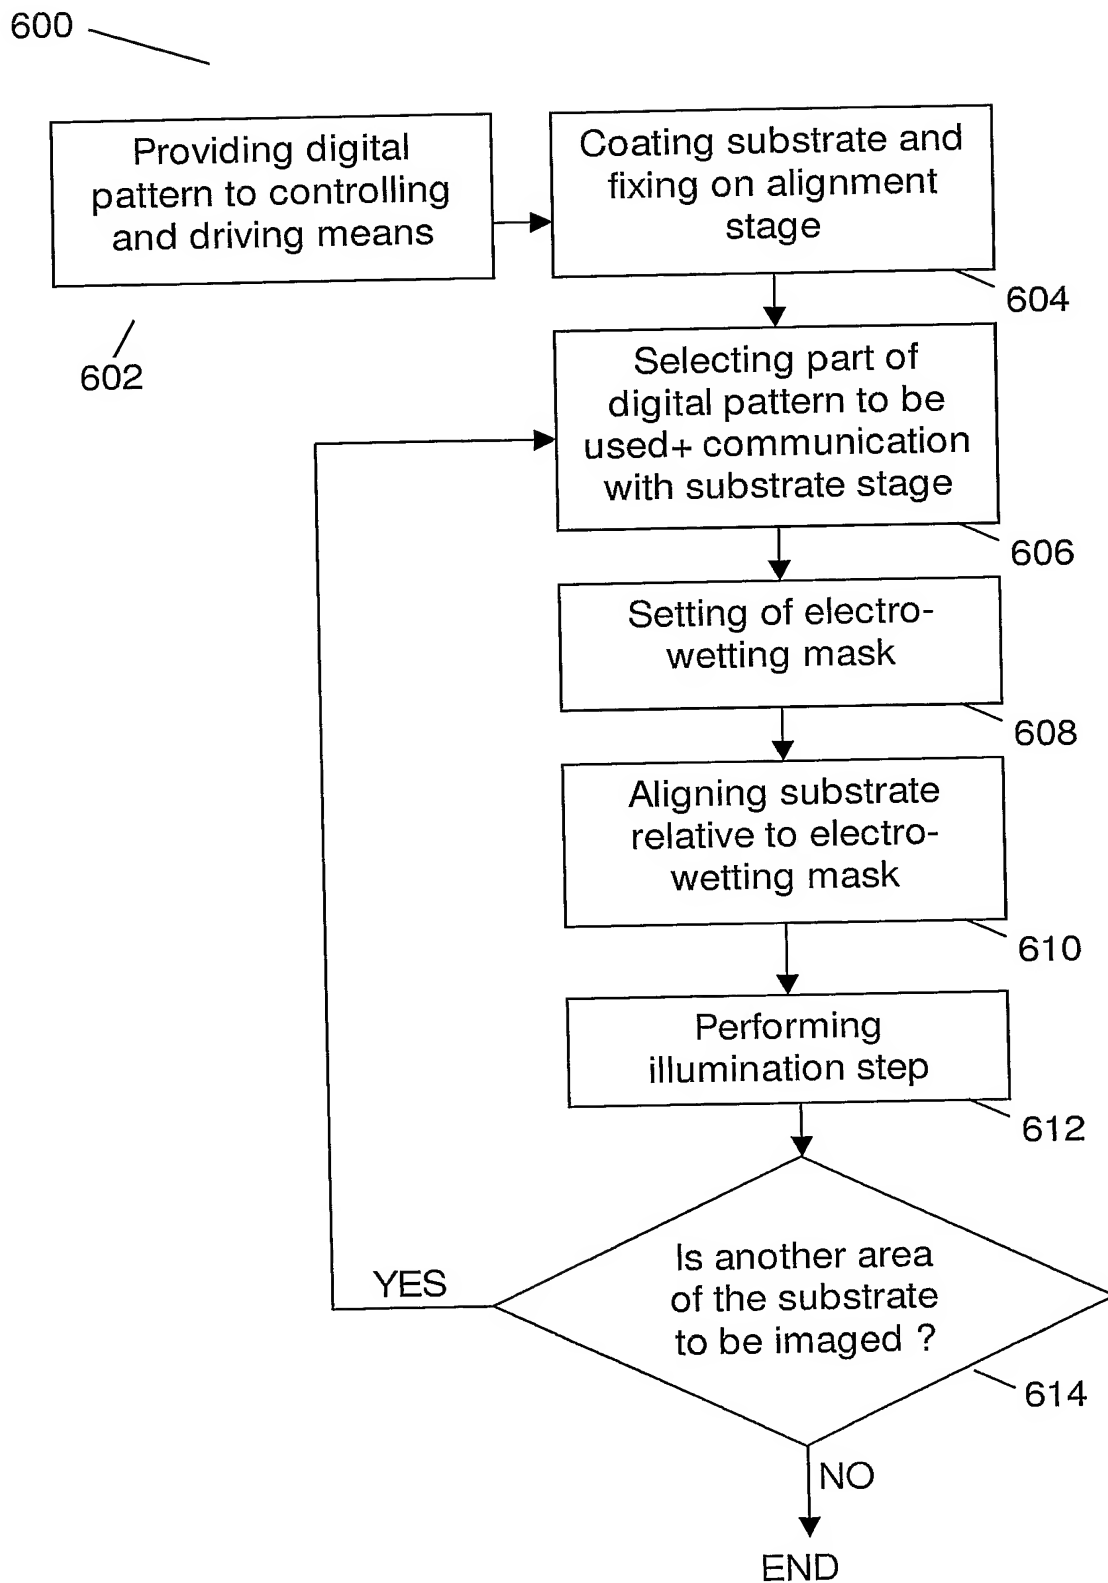 600
Providing digital
pattern to controlling
and driving means
602
Coating substrate and
fixing on alignment
stage
604
Selecting part of
digital pattern to be
used+ communication
with substrate stage
606
Setting of electro-
wetting mask
608
Aligning substrate
relative to electro-
wetting mask
610
Performing
illumination step
612
Is another area
of the substrate
to be imaged ?
614
YES
NO
END